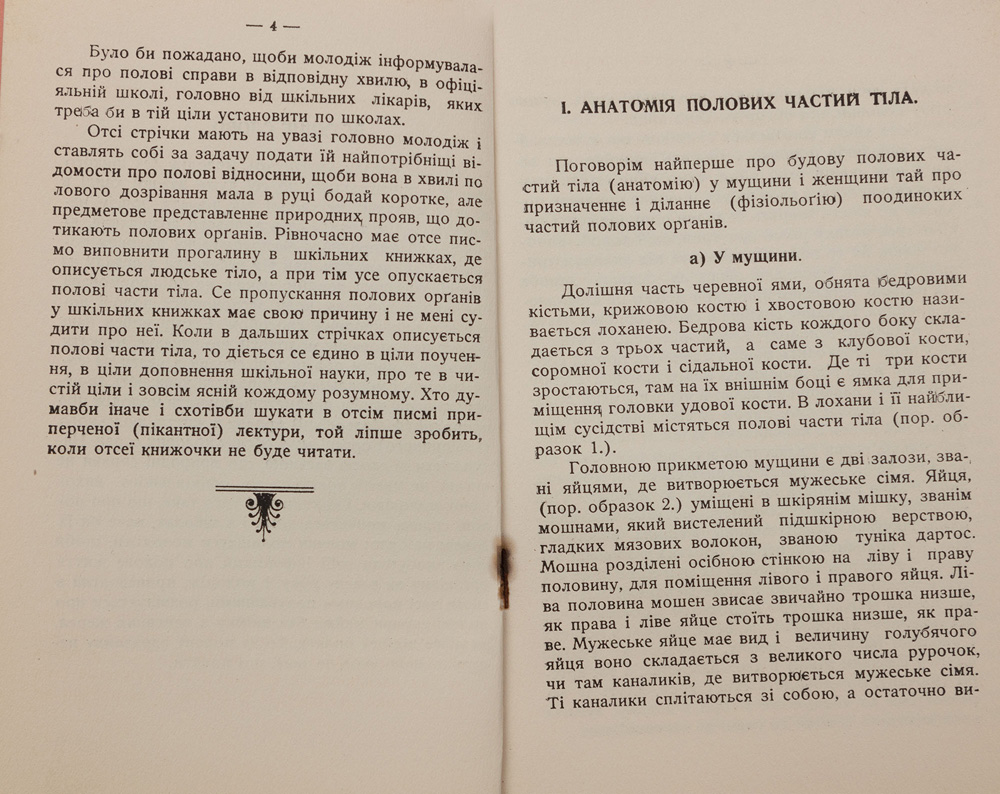 — 4 —
Було би пожадано, щоби молодіж інформувала-
ся про полові справи в відповідну хвилю, в офіці-
яльній школі, головно від шкільних лікарів, яких
треба би в тій ціли установити по школах.
Отсі стрічки мають на увазі головно молодіж і
ставлять собі за задачу подати їй найпотрібніщі ві-
домости про полові відносини, щоби вона в хвилі по
лового дозрівання мала в руці бодай коротке, але
предметове представленнє природних прояв, що до-
тикають полових орґанів. Рівночасно має отсе пис-
мо виповнити прогалину в шкільних книжках, де
описується людське тіло, а при тім усе опускається
полові части тіла. Се пропускання полових орґанів
у шкільних книжках має свою причину і не мені су-
дити про неї. Коли в дальших стрічках описується
полові части тіла, то діється се єдино в ціли поучен-
ня, в ціли доповнення шкільної науки, про те в чи-
стій ціли і зовсім ясній кождому розумному. Хто ду-
мавби іначе і схотівби шукати в отсім письмі при-
перченої (пікантної) лєктури, той ліпше зробить,
коли отсеї книжочки не буде читати.
I. АНАТОМІЯ ПОЛОВИХ ЧАСТИЙ ТІЛА.
Поговорім найперше про будову полових ча-
стий тіла (анатомію) у мущини і женщини тай про
призначеннє і діланнє (фізіольоґію) поодиноких
частий полових орґанів.
а) У мущини.
Долішня часть черевної ями, обнята бедровими
кістьми, крижовою костю і хвостовою костю нази-
вається лоханею. Бедрова кість кождого боку скла-
дається з трьох частий, а саме з клубової кости,
соромної кости і сідальної кости. Де ті три кости
зростаються, там на їх внішнім боці є ямка для при-
міщення головки удової кости. В лохани і її найбли-
щім сусідстві містяться полові части тіла (пор. об-
разок 1.).
Головною прикметою мущини є дві залози, зва-
ні яйцями, де витворюється мужеське сімя. Яйця,
(пор. образок 2.) уміщені в шкірянім мішку, званім
мошнами, який вистелений підшкірною верствою,
гладких мязових волокон, званою туніка дартос.
Мошна розділені осібною стінкою на ліву і праву
половину, для поміщення лівого і правого яйця. Лі-
ва половина мошен звисає звичайно трошка низше,
як права і ліве яйце стоїть трошка низше, як пра-
ве. Мужеське яйце має вид і величину голубячого
яйця воно складається з великого числа рурочок,
чи там каналиків, де витворюється мужеське сімя.
Ті каналики сплітаються зі собою, а остаточно ви-